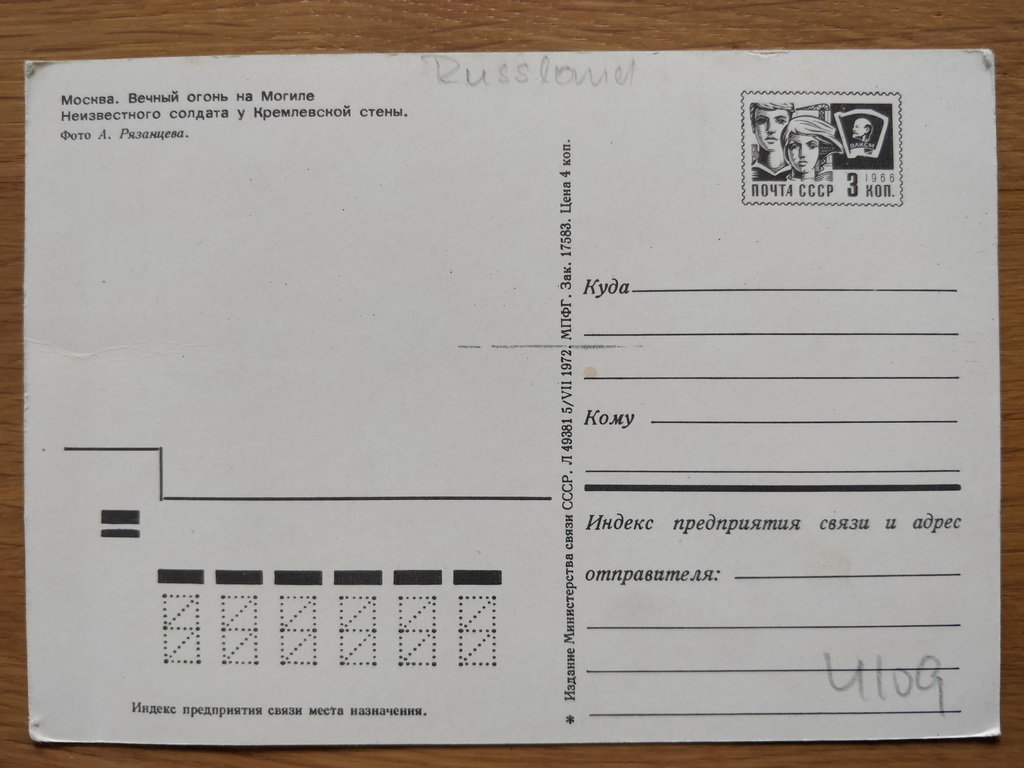 Russland
Москва. Вечный огонь на Могиле
Неизвестного солдата у Кремлевской стены.
Фото А. Рязанцева.
ВЛКСМ
1966
ПОЧТА СССР 3 КОП.
* Издание Министерства связи СССР. Л 49381 5/VII 1972. МПФГ. Зак. 17583. Цена 4 коп.
Куда
Кому
Индекс предприятия связи и адрес
отправителя:
4109
Индекс предприятия связи места назначения.